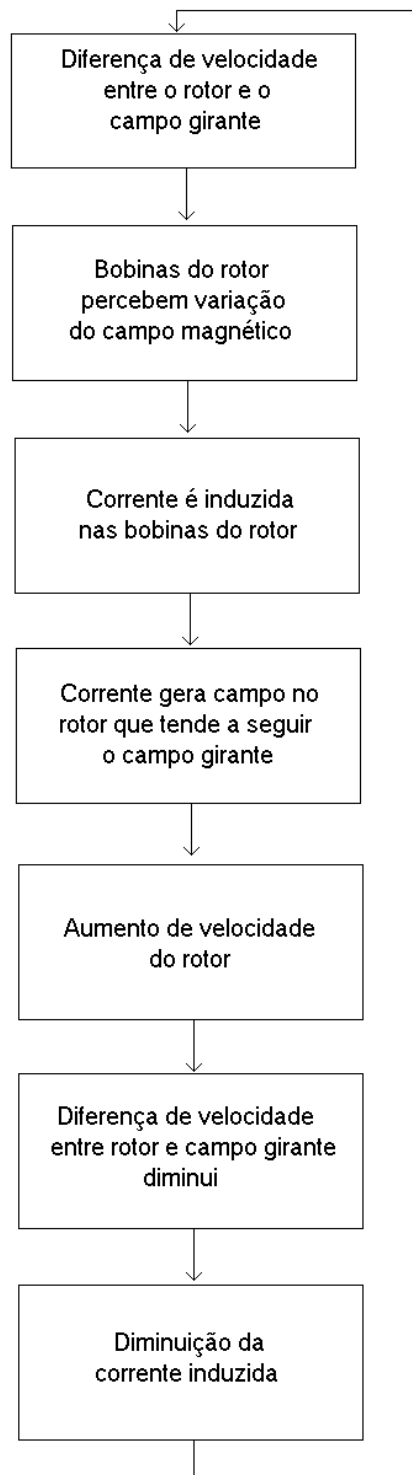 Diferença de velocidade
entre o rotor e o
campo girante
Bobinas do rotor
percebem variação
do campo magnético
Corrente é induzida
nas bobinas do rotor
Corrente gera campo no
rotor que tende a seguir
o campo girante
Aumento de velocidade
do rotor
Diferença de velocidade
entre rotor e campo girante
diminui
Diminuição da
corrente induzida